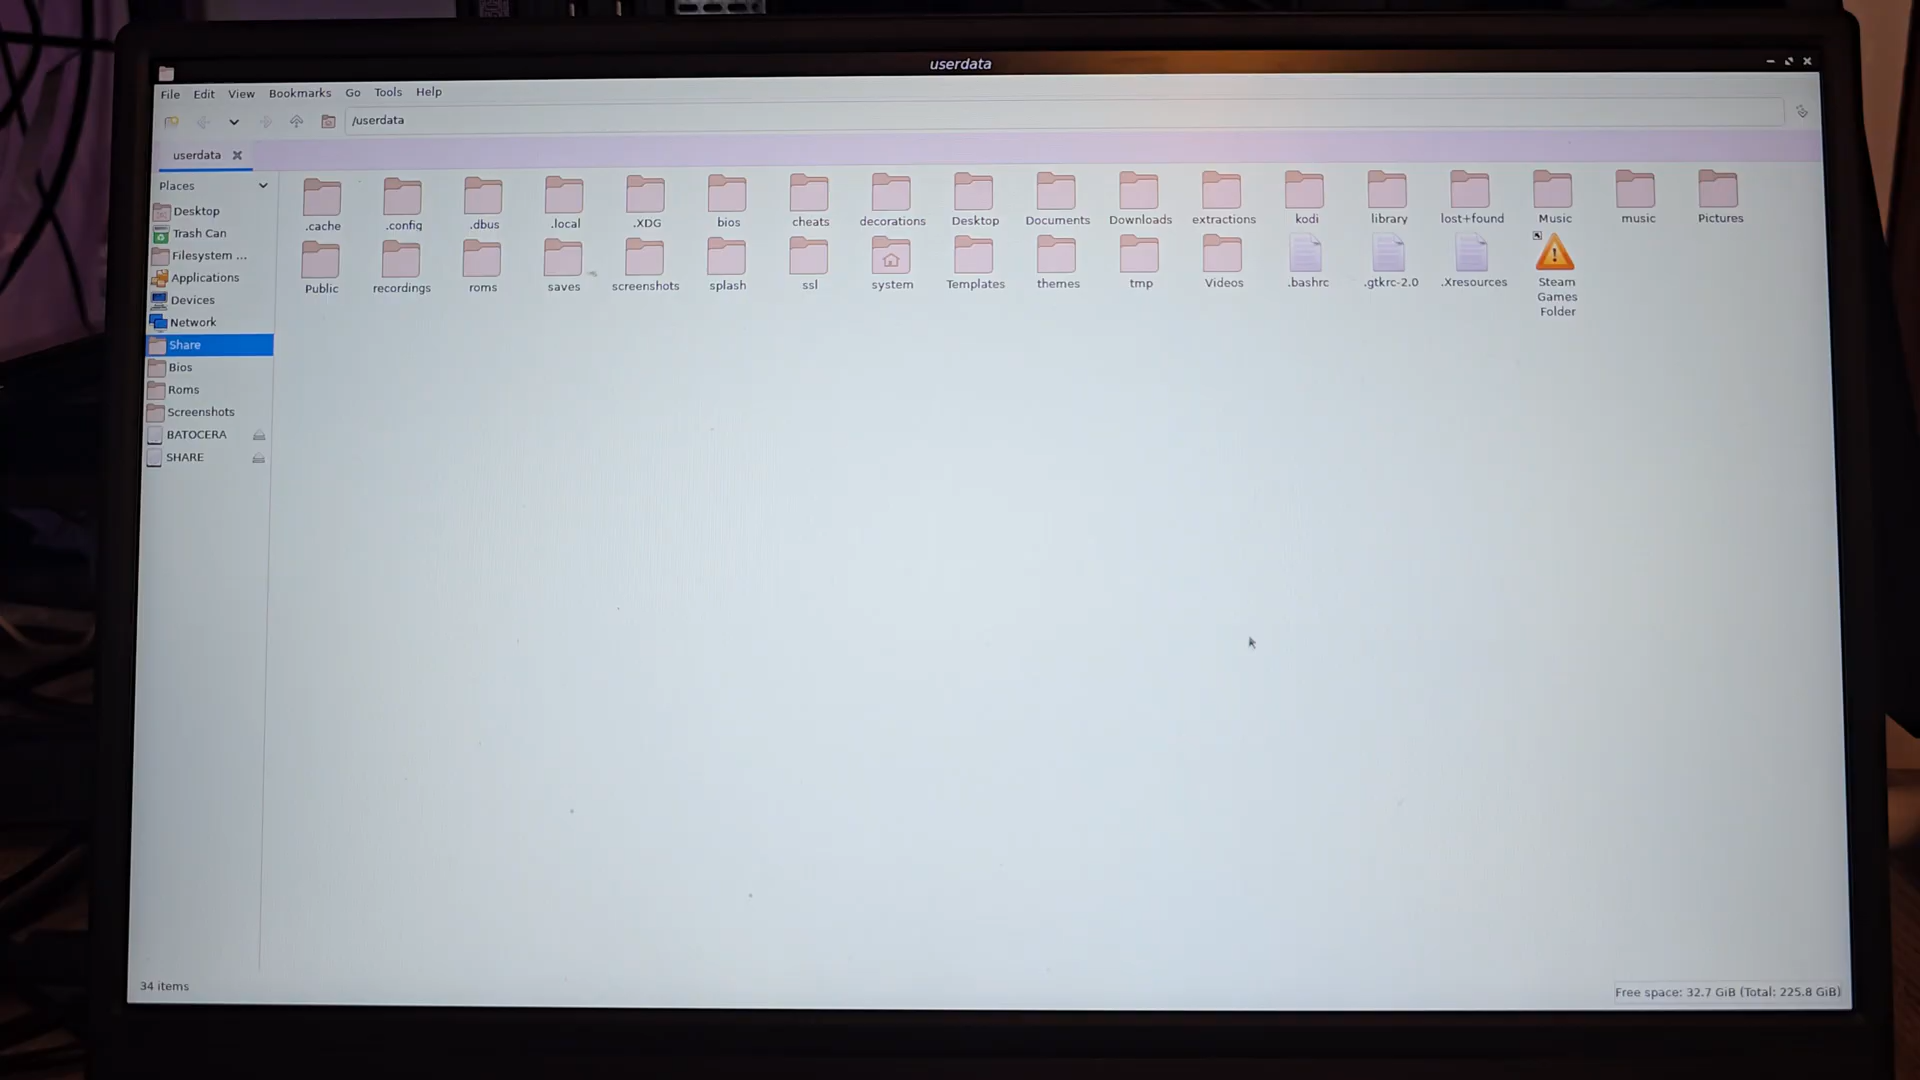 userdata
File Edit View Bookmarks Go Tools Help
/userdata
userdata
Places
Desktop
Trash Can
Filesystem ...
Applications
Devices
Network
Share
Bios
Roms
Screenshots
BATOCERA
SHARE
.cache .config .dbus .local .XDG bios cheats decorations Desktop Documents Downloads extractions kodi library lost+found Music music Pictures
Public recordings roms saves screenshots splash ssl system Templates themes tmp Videos .bashrc .gtkrc-2.0 .Xresources Steam
Games
Folder
34 items
Free space: 32.7 GiB (Total: 225.8 GiB)